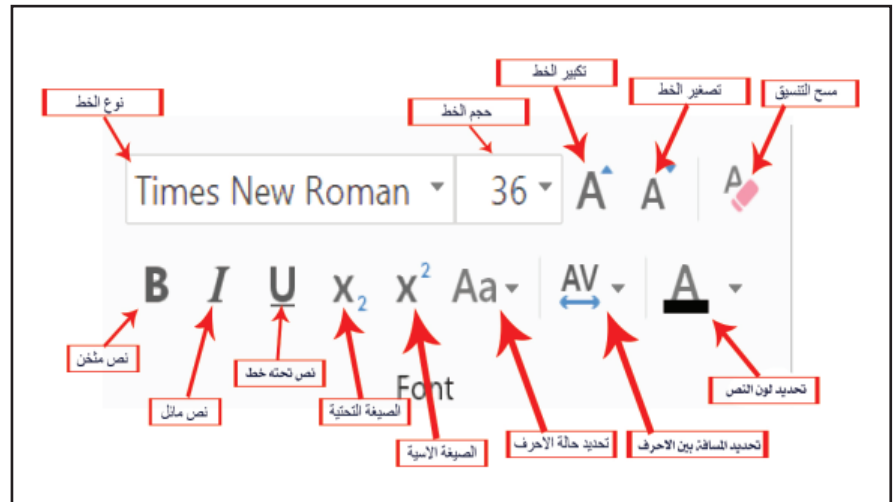 تكبير الخط
تصغير الخط
مسح التنسيق
حجم الخط
نوع الخط
Times New Roman
36
A
A
A
B
I
U
X₂
X²
Aa
AV
A
نص مثخن
نص تحته خط
تحديد لون النص
Font
نص مائل
الصيغة التحتية
الصيغة الاسية
تحديد حالة الاحرف
تحديد المسافة بين الاحرف